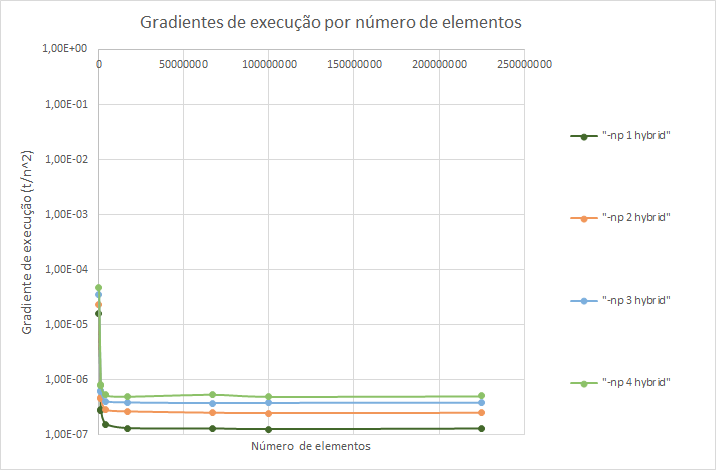 Gradientes de execução por número de elementos
1,00E+00
0 50000000 100000000 150000000 200000000 250000000
1,00E-01
1,00E-02
1,00E-03
1,00E-04
1,00E-05
1,00E-06
1,00E-07
Gradiente de execução (t/n^2)
Número de elementos
"-np 1 hybrid"
"-np 2 hybrid"
"-np 3 hybrid"
"-np 4 hybrid"